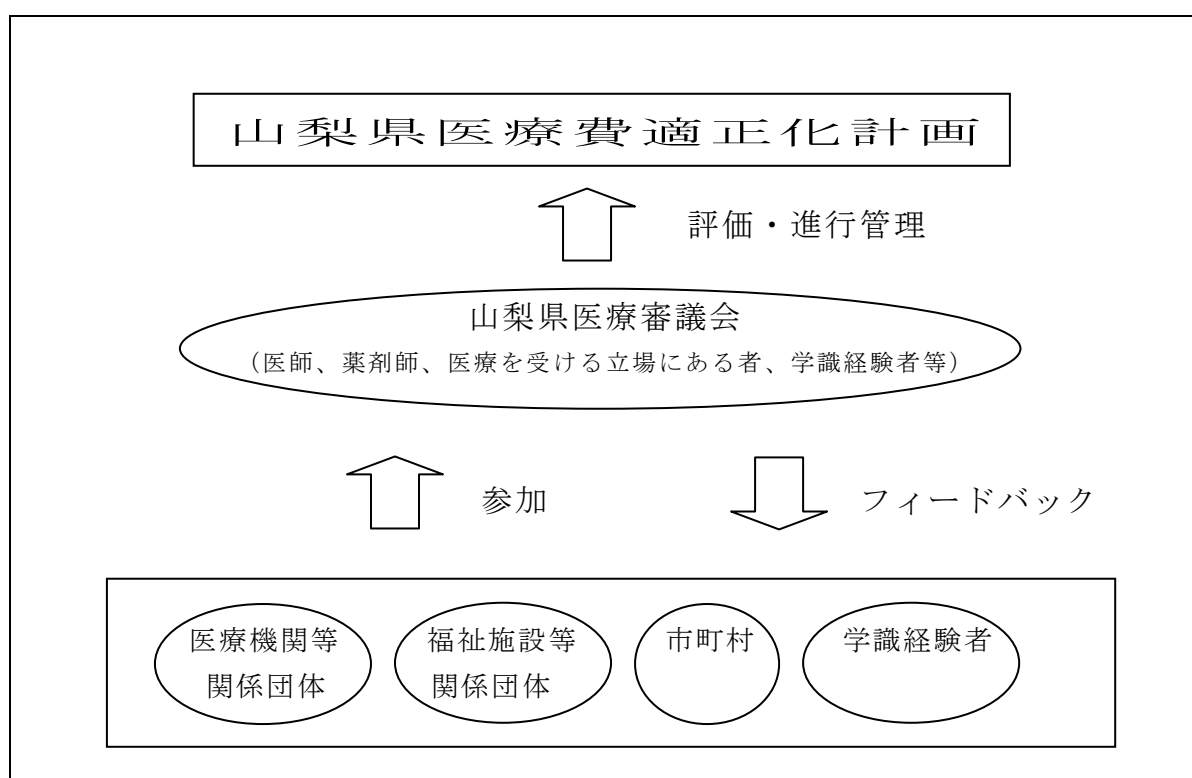 山梨県医療費適正化計画
評価・進行管理
山梨県医療審議会
（医師、薬剤師、医療を受ける立場にある者、学識経験者等）
参加
フィードバック
医療機関等
関係団体
福祉施設等
関係団体
市町村
学識経験者